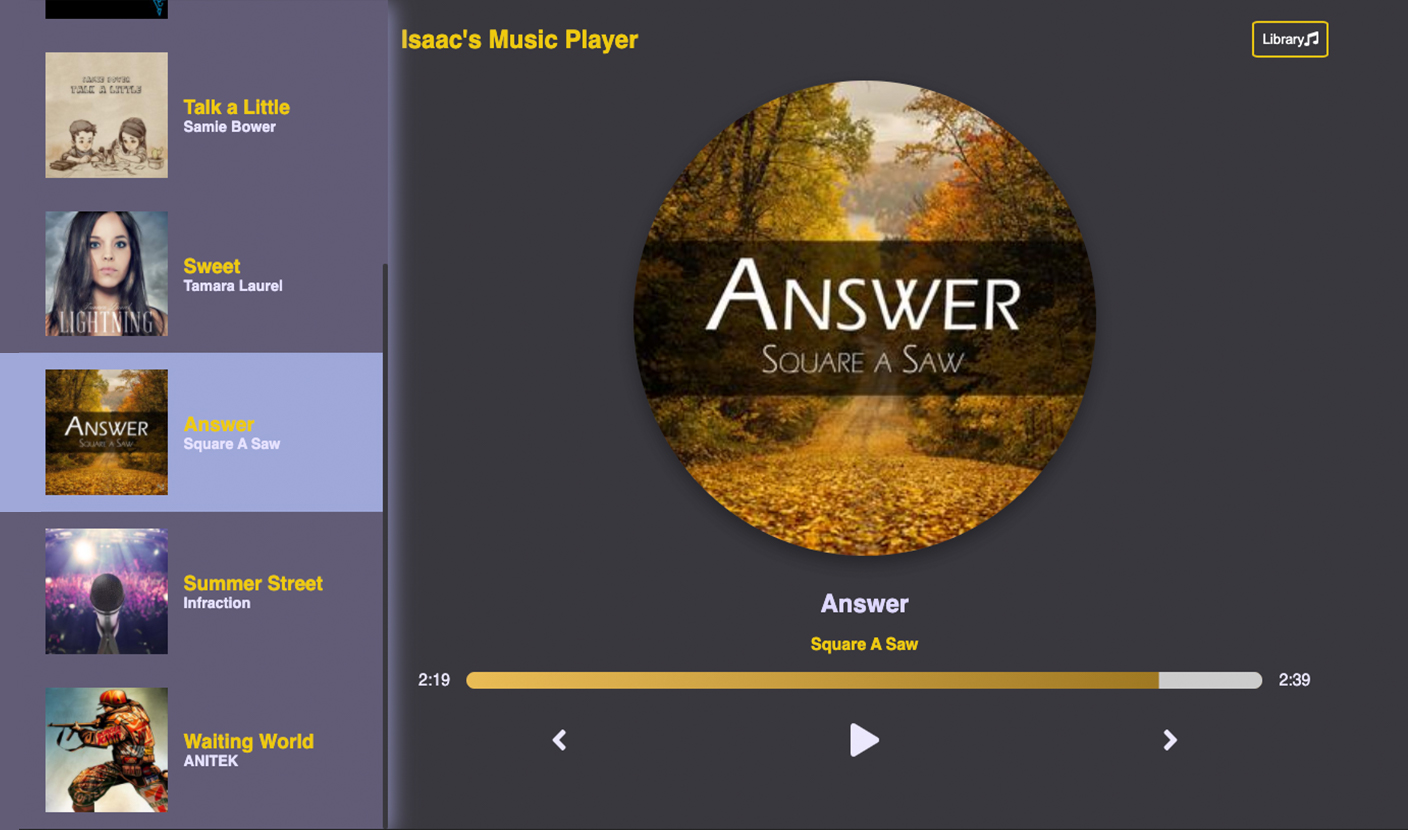 SAMIE BOWER
TALK A LITTLE
Talk a Little
Samie Bower
LIGHTNING
Sweet
Tamara Laurel
ANSWER
SQUARE A SAW
Answer
Square A Saw
Summer Street
Infraction
Waiting World
ANITEK
Isaac's Music Player
Library
ANSWER
SQUARE A SAW
Answer
Square A Saw
2:19
2:39